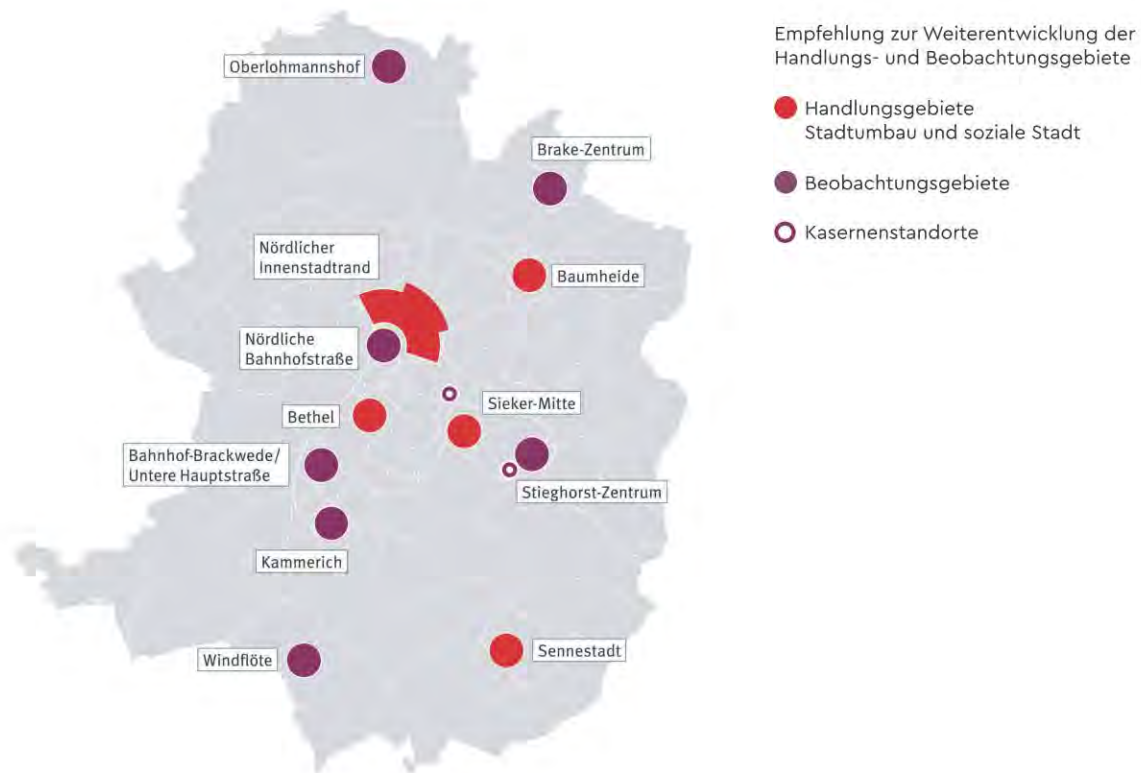 Empfehlung zur Weiterentwicklung der
Handlungs- und Beobachtungsgebiete
Handlungsgebiete
Stadtumbau und soziale Stadt
Beobachtungsgebiete
Kasernenstandorte
Oberlohmannshof
Brake-Zentrum
Nördlicher
Innenstadtrand
Baumheide
Nördliche
Bahnhofstraße
Bethel
Sieker-Mitte
Bahnhof-Brackwede/
Untere Hauptstraße
Stieghorst-Zentrum
Kammerich
Windflöte
Sennestadt